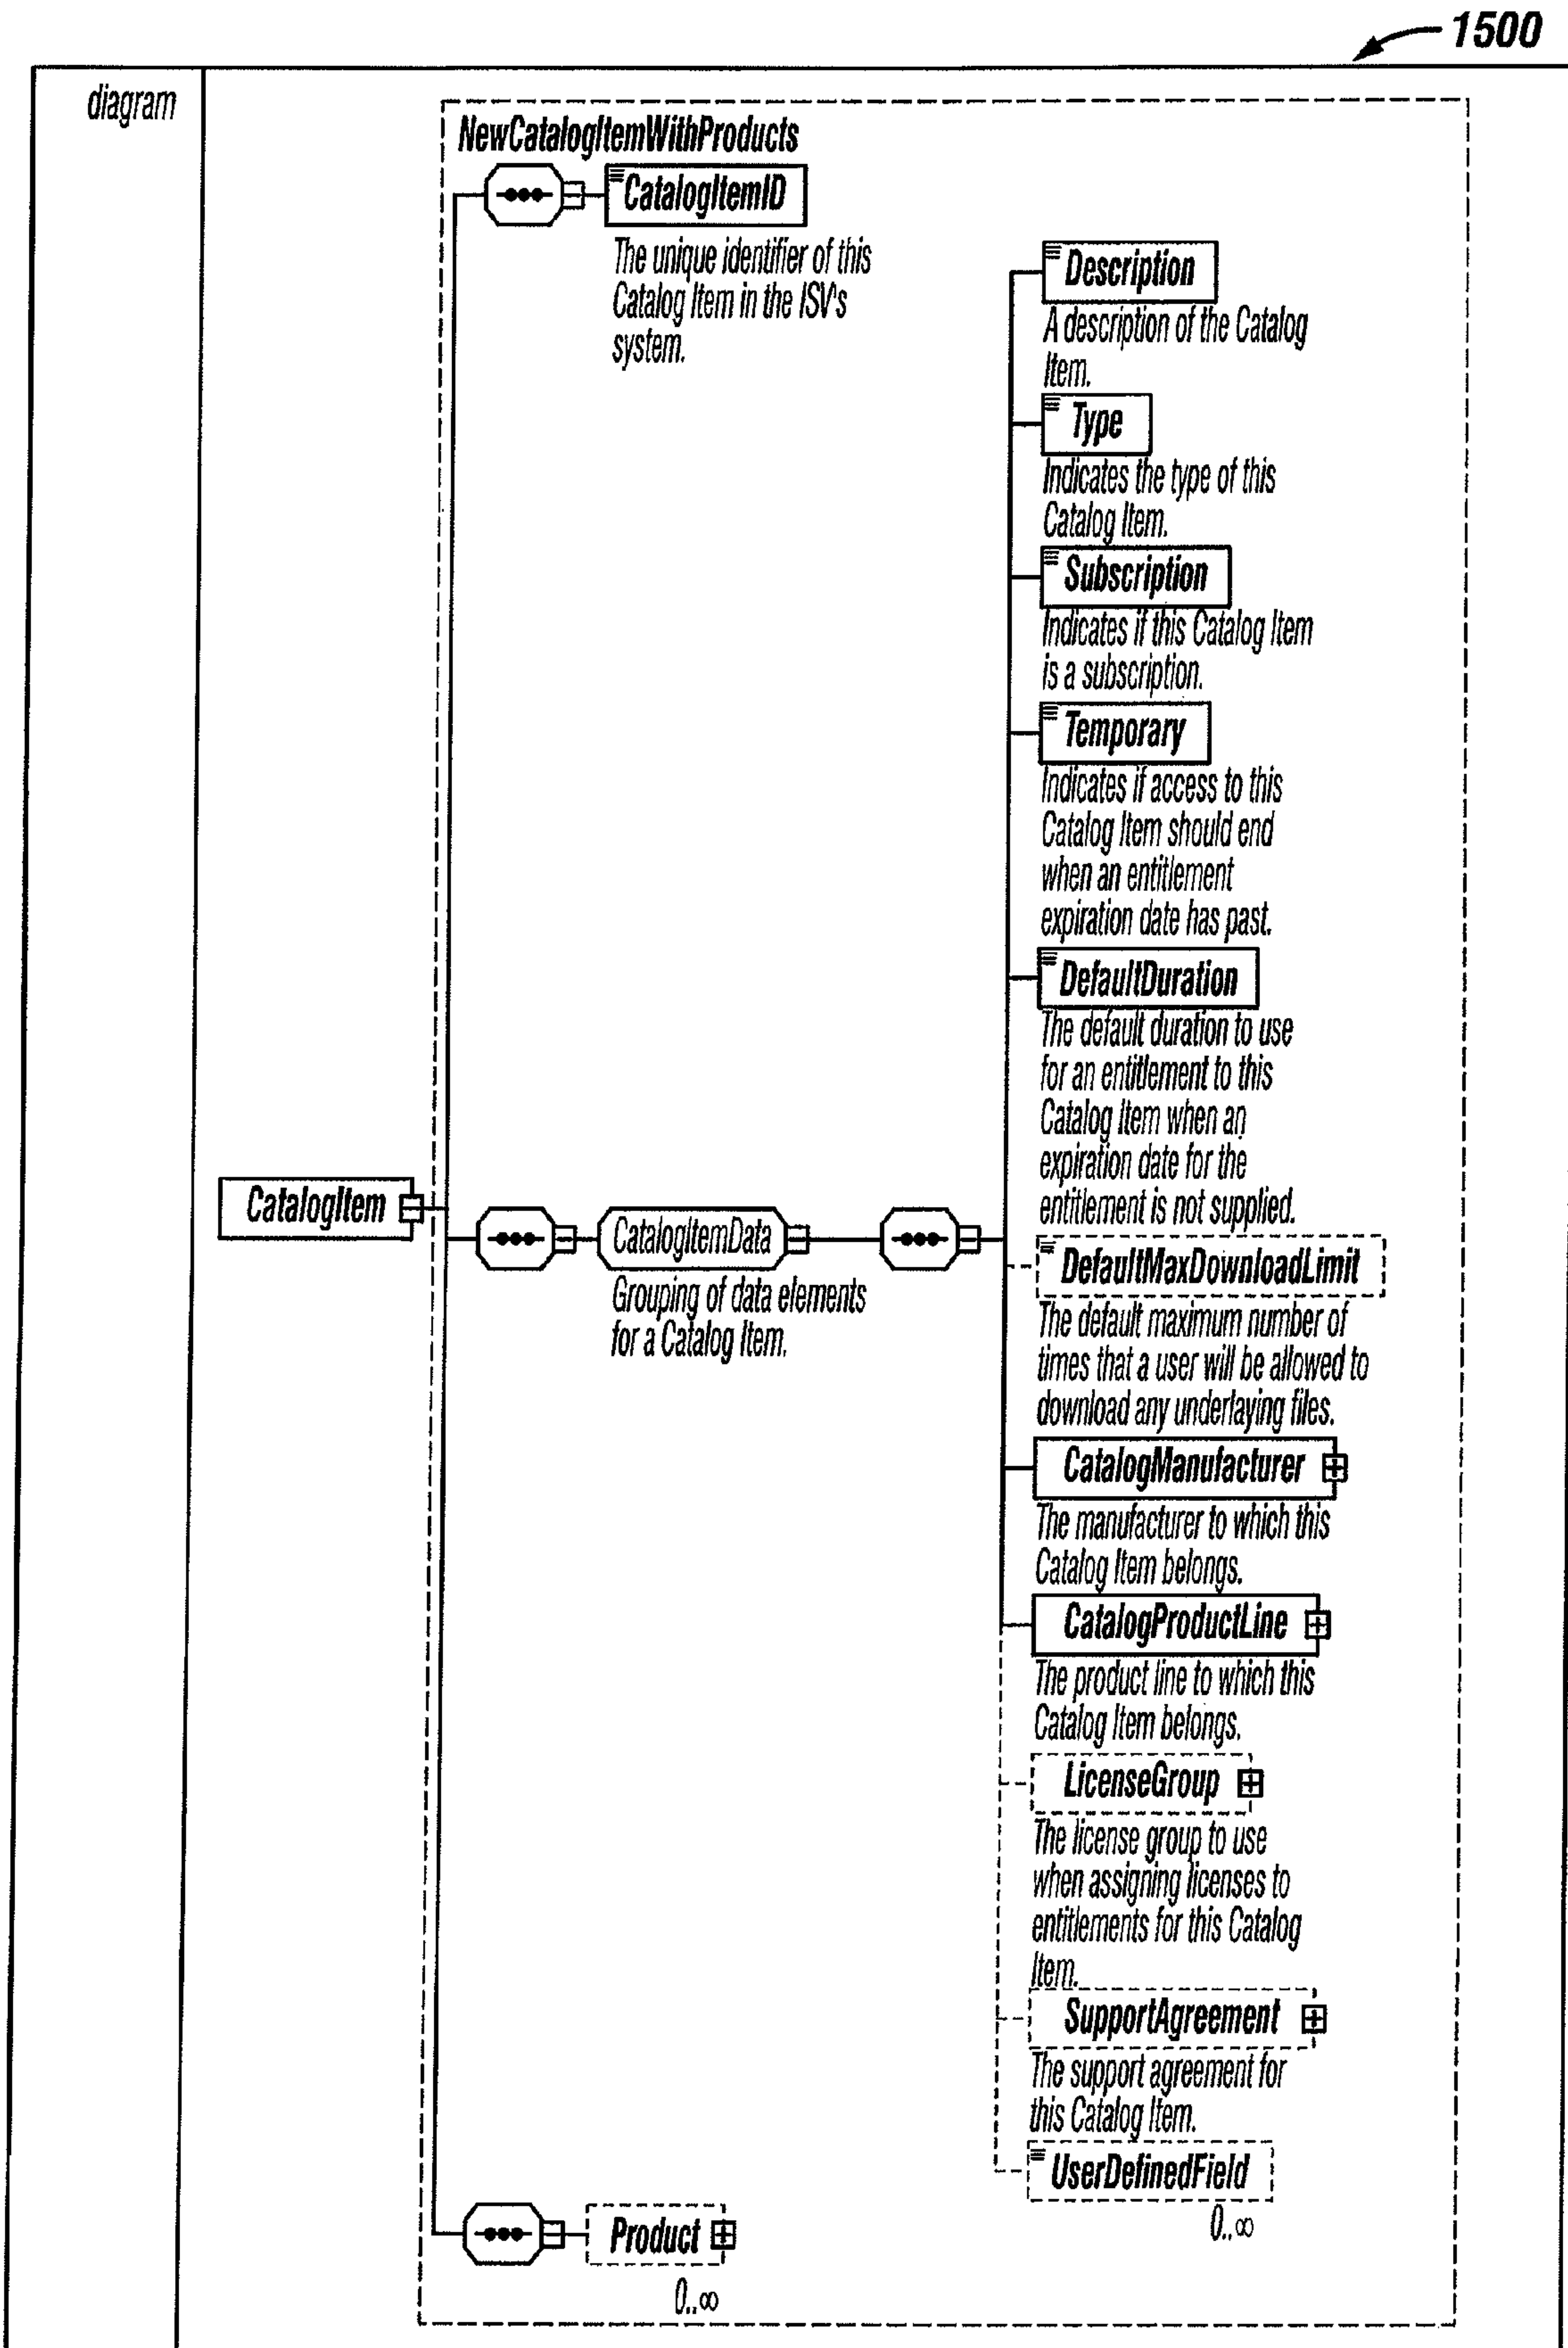 1500
diagram
NewCatalogItemWithProducts
CatalogItemID
The unique identifier of this
Catalog Item in the ISV's
system.
Description
A description of the Catalog
Item.
Type
Indicates the type of this
Catalog Item.
Subscription
Indicates if this Catalog Item
is a subscription.
Temporary
Indicates if access to this
Catalog Item should end
when an entitlement
expiration date has past.
DefaultDuration
The default duration to use
for an entitlement to this
Catalog Item when an
expiration date for the
entitlement is not supplied.
CatalogItem
CatalogItemData
Grouping of data elements
for a Catalog Item.
DefaultMaxDownloadLimit
The default maximum number of
times that a user will be allowed to
download any underlaying files.
CatalogManufacturer
The manufacturer to which this
Catalog Item belongs.
CatalogProductLine
The product line to which this
Catalog Item belongs.
LicenseGroup
The license group to use
when assigning licenses to
entitlements for this Catalog
Item.
SupportAgreement
The support agreement for
this Catalog Item.
UserDefinedField
0..∞
Product
0..∞